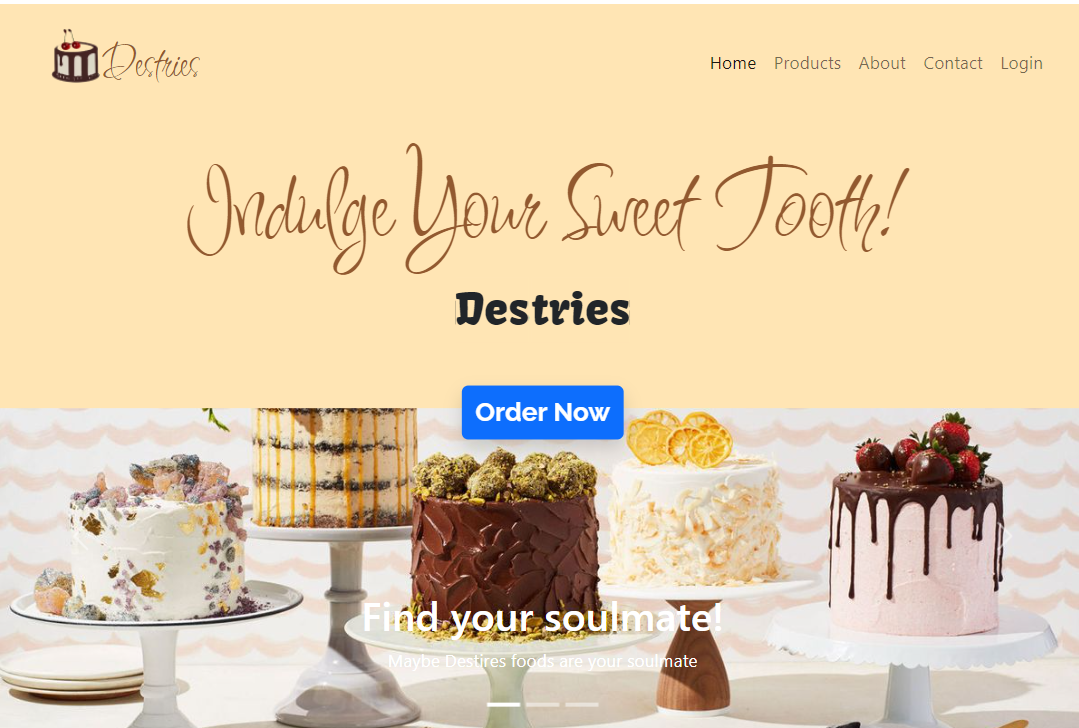 Destries
Home Products About Contact Login
Indulge Your Sweet Tooth!
Destries
Order Now
Find your soulmate!
Maybe Destires foods are your soulmate